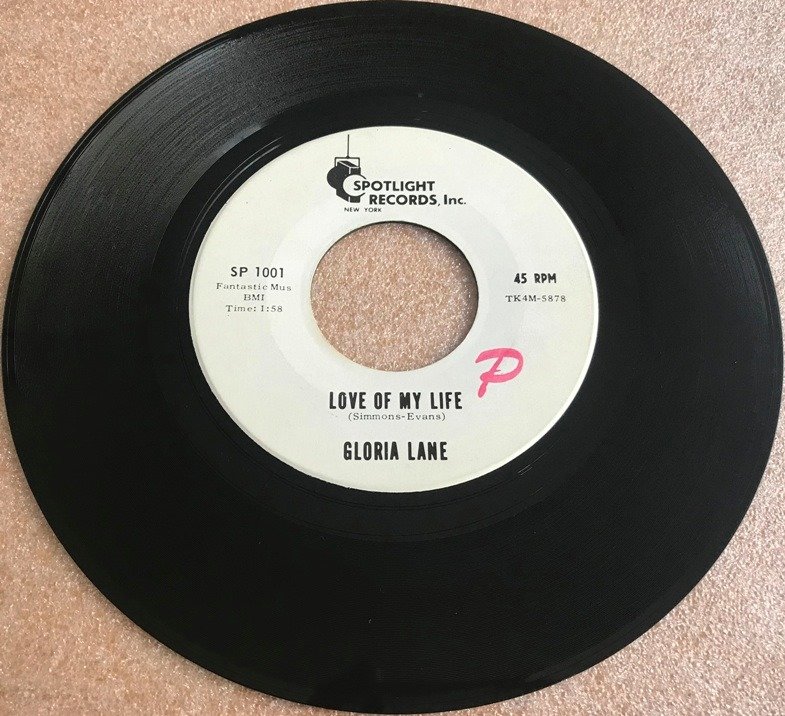 SPOTLIGHT
RECORDS, Inc.
NEW YORK
SP 1001
Fantastic Mus
BMI
Time: 1:58
45 RPM
TK4M-5878
P
LOVE OF MY LIFE
(Simmons-Evans)
GLORIA LANE